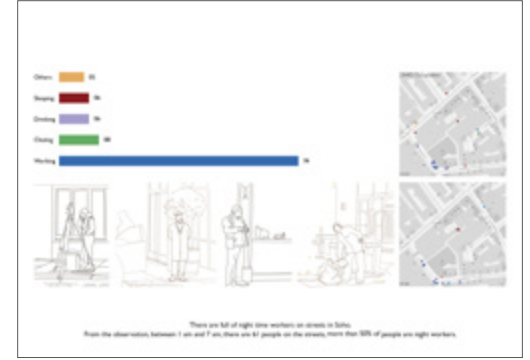 Others
Sleeping
Drinking
Chatting
Working
There are full of night time workers on streets in Soho.
From the observation, between 1 am and 7 am, there are 61 people on the streets, more than 50% of people are night workers.